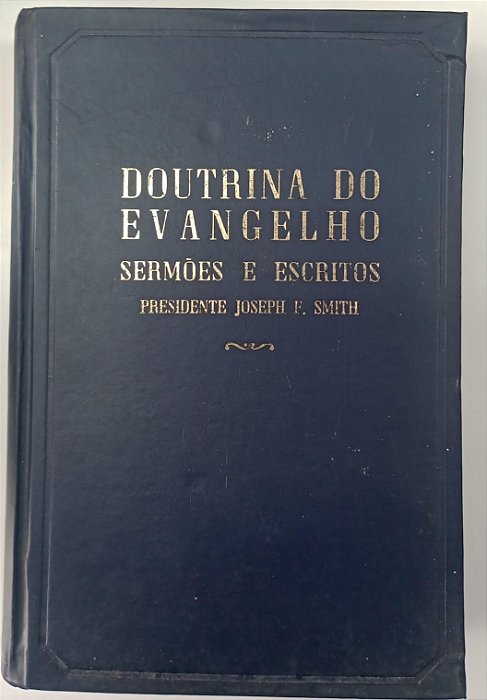 DOUTRINA DO
EVANGELHO
SERMÕES E ESCRITOS
PRESIDENTE JOSEPH F. SMITH